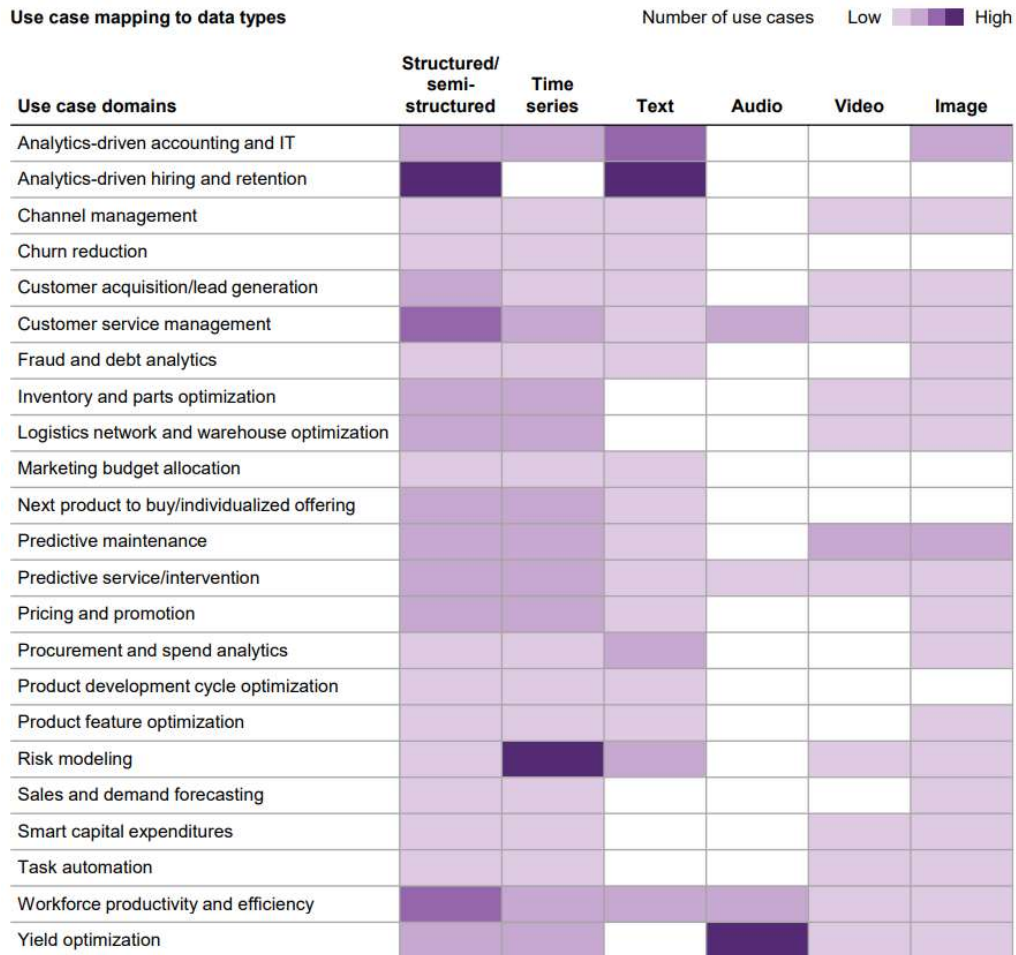 Use case mapping to data types
Number of use cases Low High
Use case domains
Structured/
semi-
structured
Time
series
Text
Audio
Video
Image
Analytics-driven accounting and IT
Analytics-driven hiring and retention
Channel management
Churn reduction
Customer acquisition/lead generation
Customer service management
Fraud and debt analytics
Inventory and parts optimization
Logistics network and warehouse optimization
Marketing budget allocation
Next product to buy/individualized offering
Predictive maintenance
Predictive service/intervention
Pricing and promotion
Procurement and spend analytics
Product development cycle optimization
Product feature optimization
Risk modeling
Sales and demand forecasting
Smart capital expenditures
Task automation
Workforce productivity and efficiency
Yield optimization